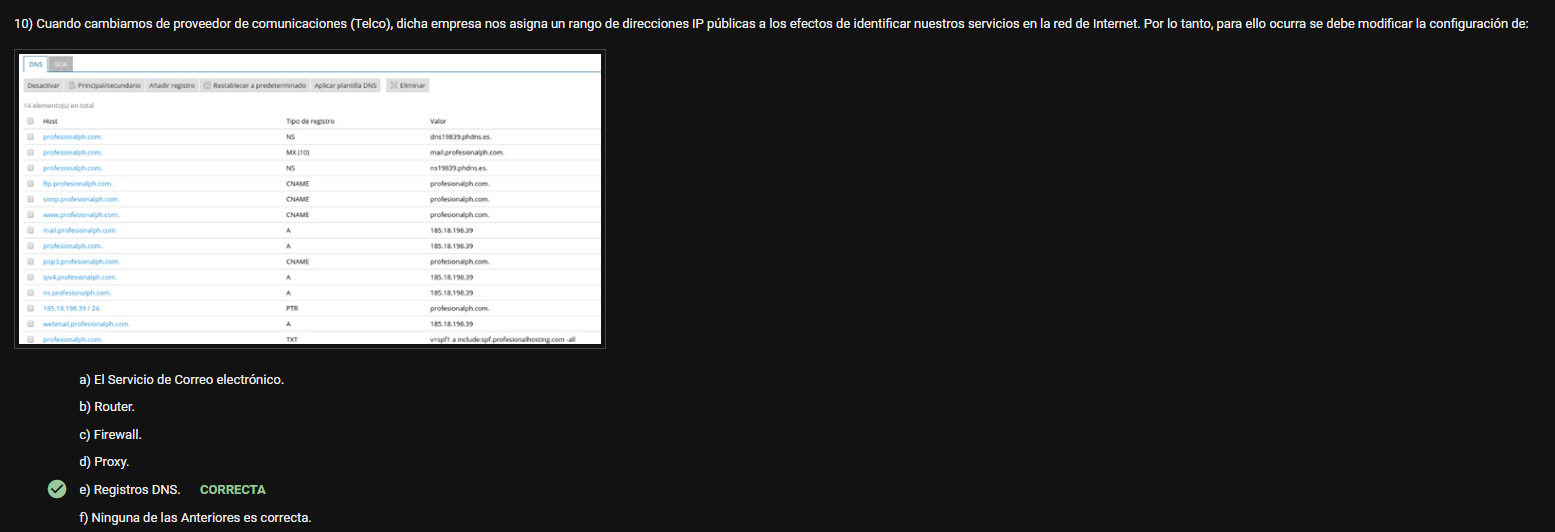 10) Cuando cambiamos de proveedor de comunicaciones (Telco), dicha empresa nos asigna un rango de direcciones IP públicas a los efectos de identificar nuestros servicios en la red de Internet. Por lo tanto, para ello ocurra se debe modificar la configuración de:
DNS SOA
Desactivar Principal/secundario Añadir registro Restablecer a predeterminado Aplicar plantilla DNS Eliminar
14 elemento(s) en total
Host Tipo de registro Valor
profesionalph.com. NS dns19839.phdns.es.
profesionalph.com. MX (10) mail.profesionalph.com.
profesionalph.com. NS ns19839.phdns.es.
ftp.profesionalph.com. CNAME profesionalph.com.
smtp.profesionalph.com. CNAME profesionalph.com.
www.profesionalph.com. CNAME profesionalph.com.
mail.profesionalph.com. A 185.18.198.39
profesionalph.com. A 185.18.198.39
pop3.profesionalph.com. CNAME profesionalph.com.
ipv4.profesionalph.com. A 185.18.198.39
ns.profesionalph.com. A 185.18.198.39
185.18.198.39 / 24 PTR profesionalph.com.
webmail.profesionalph.com. A 185.18.198.39
profesionalph.com. TXT v=spf1 a include:spf.profesionalhosting.com -all
a) El Servicio de Correo electrónico.
b) Router.
c) Firewall.
d) Proxy.
e) Registros DNS. CORRECTA
f) Ninguna de las Anteriores es correcta.